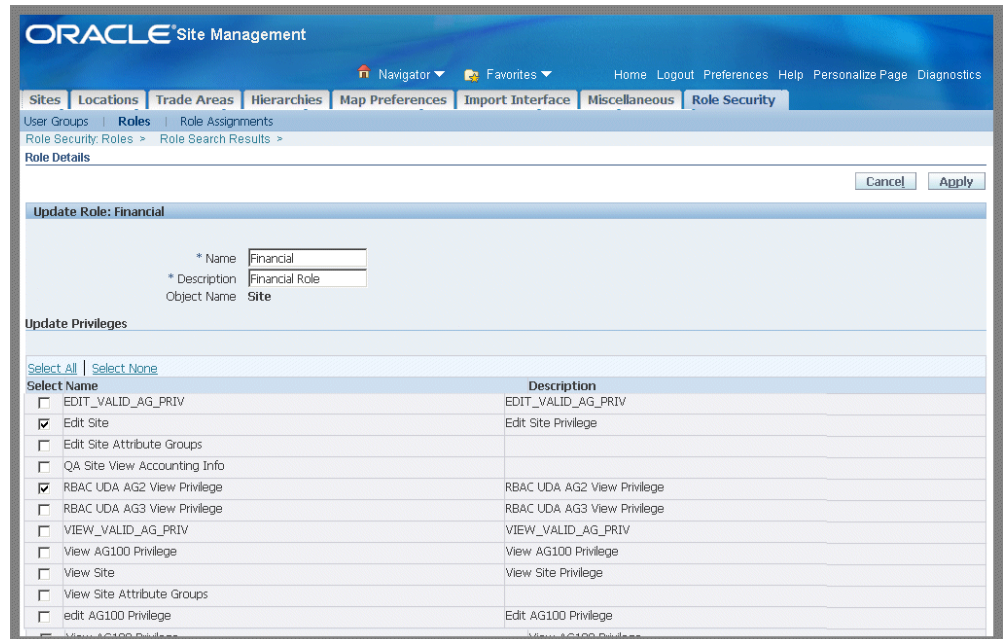 ORACLE® Site Management
Navigator Favorites Home Logout Preferences Help Personalize Page Diagnostics
Sites Locations Trade Areas Hierarchies Map Preferences Import Interface Miscellaneous Role Security
User Groups | Roles | Role Assignments
Role Security: Roles > Role Search Results >
Role Details
Cancel Apply
Update Role: Financial
* Name Financial
* Description Financial Role
Object Name Site
Update Privileges
Select All | Select None
Select Name Description
EDIT_VALID_AG_PRIV EDIT_VALID_AG_PRIV
Edit Site Edit Site Privilege
Edit Site Attribute Groups
QA Site View Accounting Info
RBAC UDA AG2 View Privilege RBAC UDA AG2 View Privilege
RBAC UDA AG3 View Privilege RBAC UDA AG3 View Privilege
VIEW_VALID_AG_PRIV VIEW_VALID_AG_PRIV
View AG100 Privilege View AG100 Privilege
View Site View Site Privilege
View Site Attribute Groups
edit AG100 Privilege Edit AG100 Privilege
View AG100 Privilege View AG100 Privilege